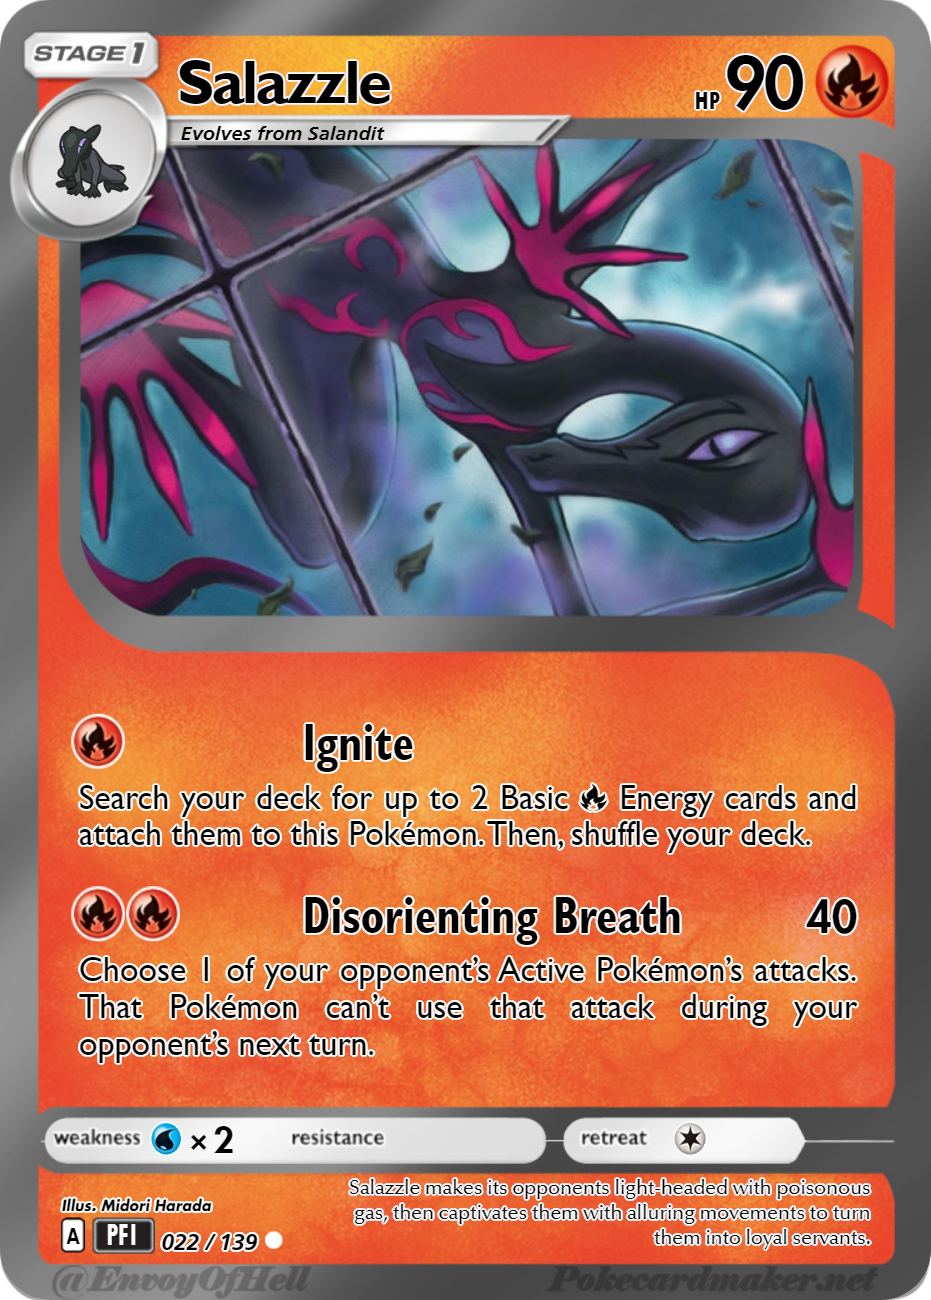 STAGE 1
Salazzle
HP 90
Evolves from Salandit
Ignite
Search your deck for up to 2 Basic Energy cards and
attach them to this Pokémon. Then, shuffle your deck.
Disorienting Breath 40
Choose 1 of your opponent's Active Pokémon's attacks.
That Pokémon can't use that attack during your
opponent's next turn.
weakness × 2 resistance retreat
Salazzle makes its opponents light-headed with poisonous
gas, then captivates them with alluring movements to turn
them into loyal servants.
Illus. Midori Harada
A PFI 022 / 139
@EnvoyOfHell Pokecardmaker.net